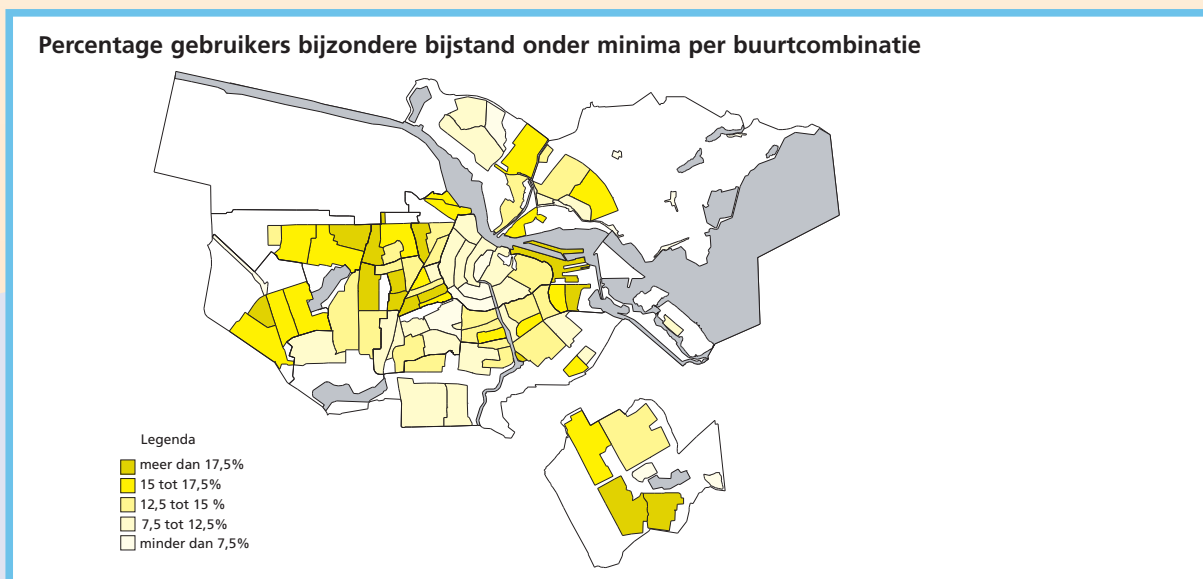 Percentage gebruikers bijzondere bijstand onder minima per buurtcombinatie
Legenda
meer dan 17,5%
15 tot 17,5%
12,5 tot 15 %
7,5 tot 12,5%
minder dan 7,5%